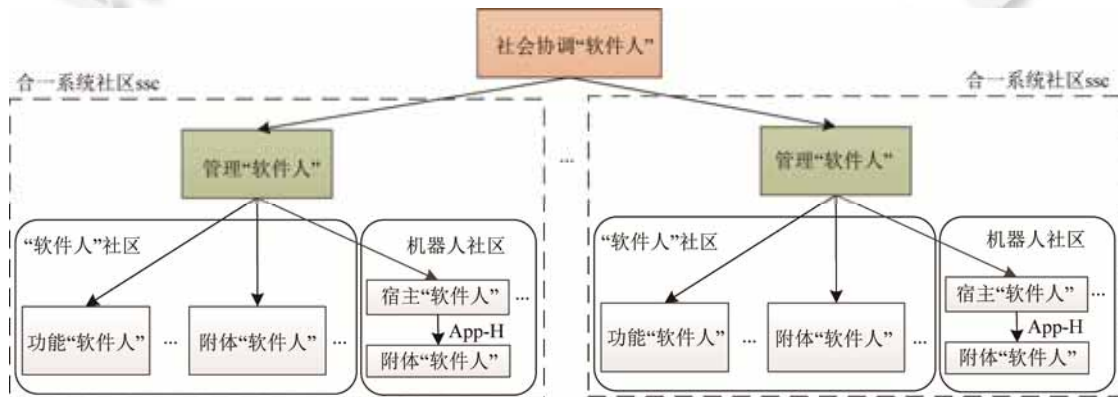 社会协调“软件人”
合一系统社区ssc
合一系统社区ssc
管理“软件人”
...
管理“软件人”
“软件人”社区
机器人社区
“软件人”社区
机器人社区
宿主“软件人”
...
宿主“软件人”
...
功能“软件人”
...
附体“软件人”
...
App-H
附体“软件人”
功能“软件人”
...
附体“软件人”
...
App-H
附体“软件人”